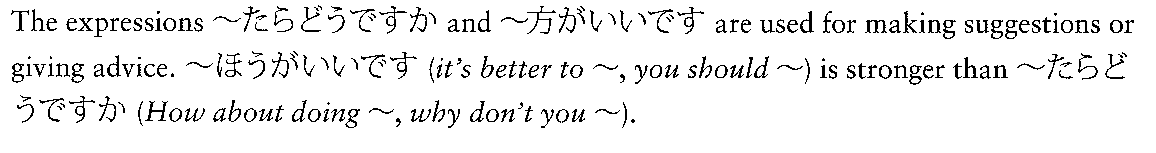 The expressions 〜たらどうですか and 〜方がいいです are used for making suggestions or
giving advice. 〜ほうがいいです (it's better to 〜, you should 〜) is stronger than 〜たらど
うですか (How about doing 〜, why don't you 〜).